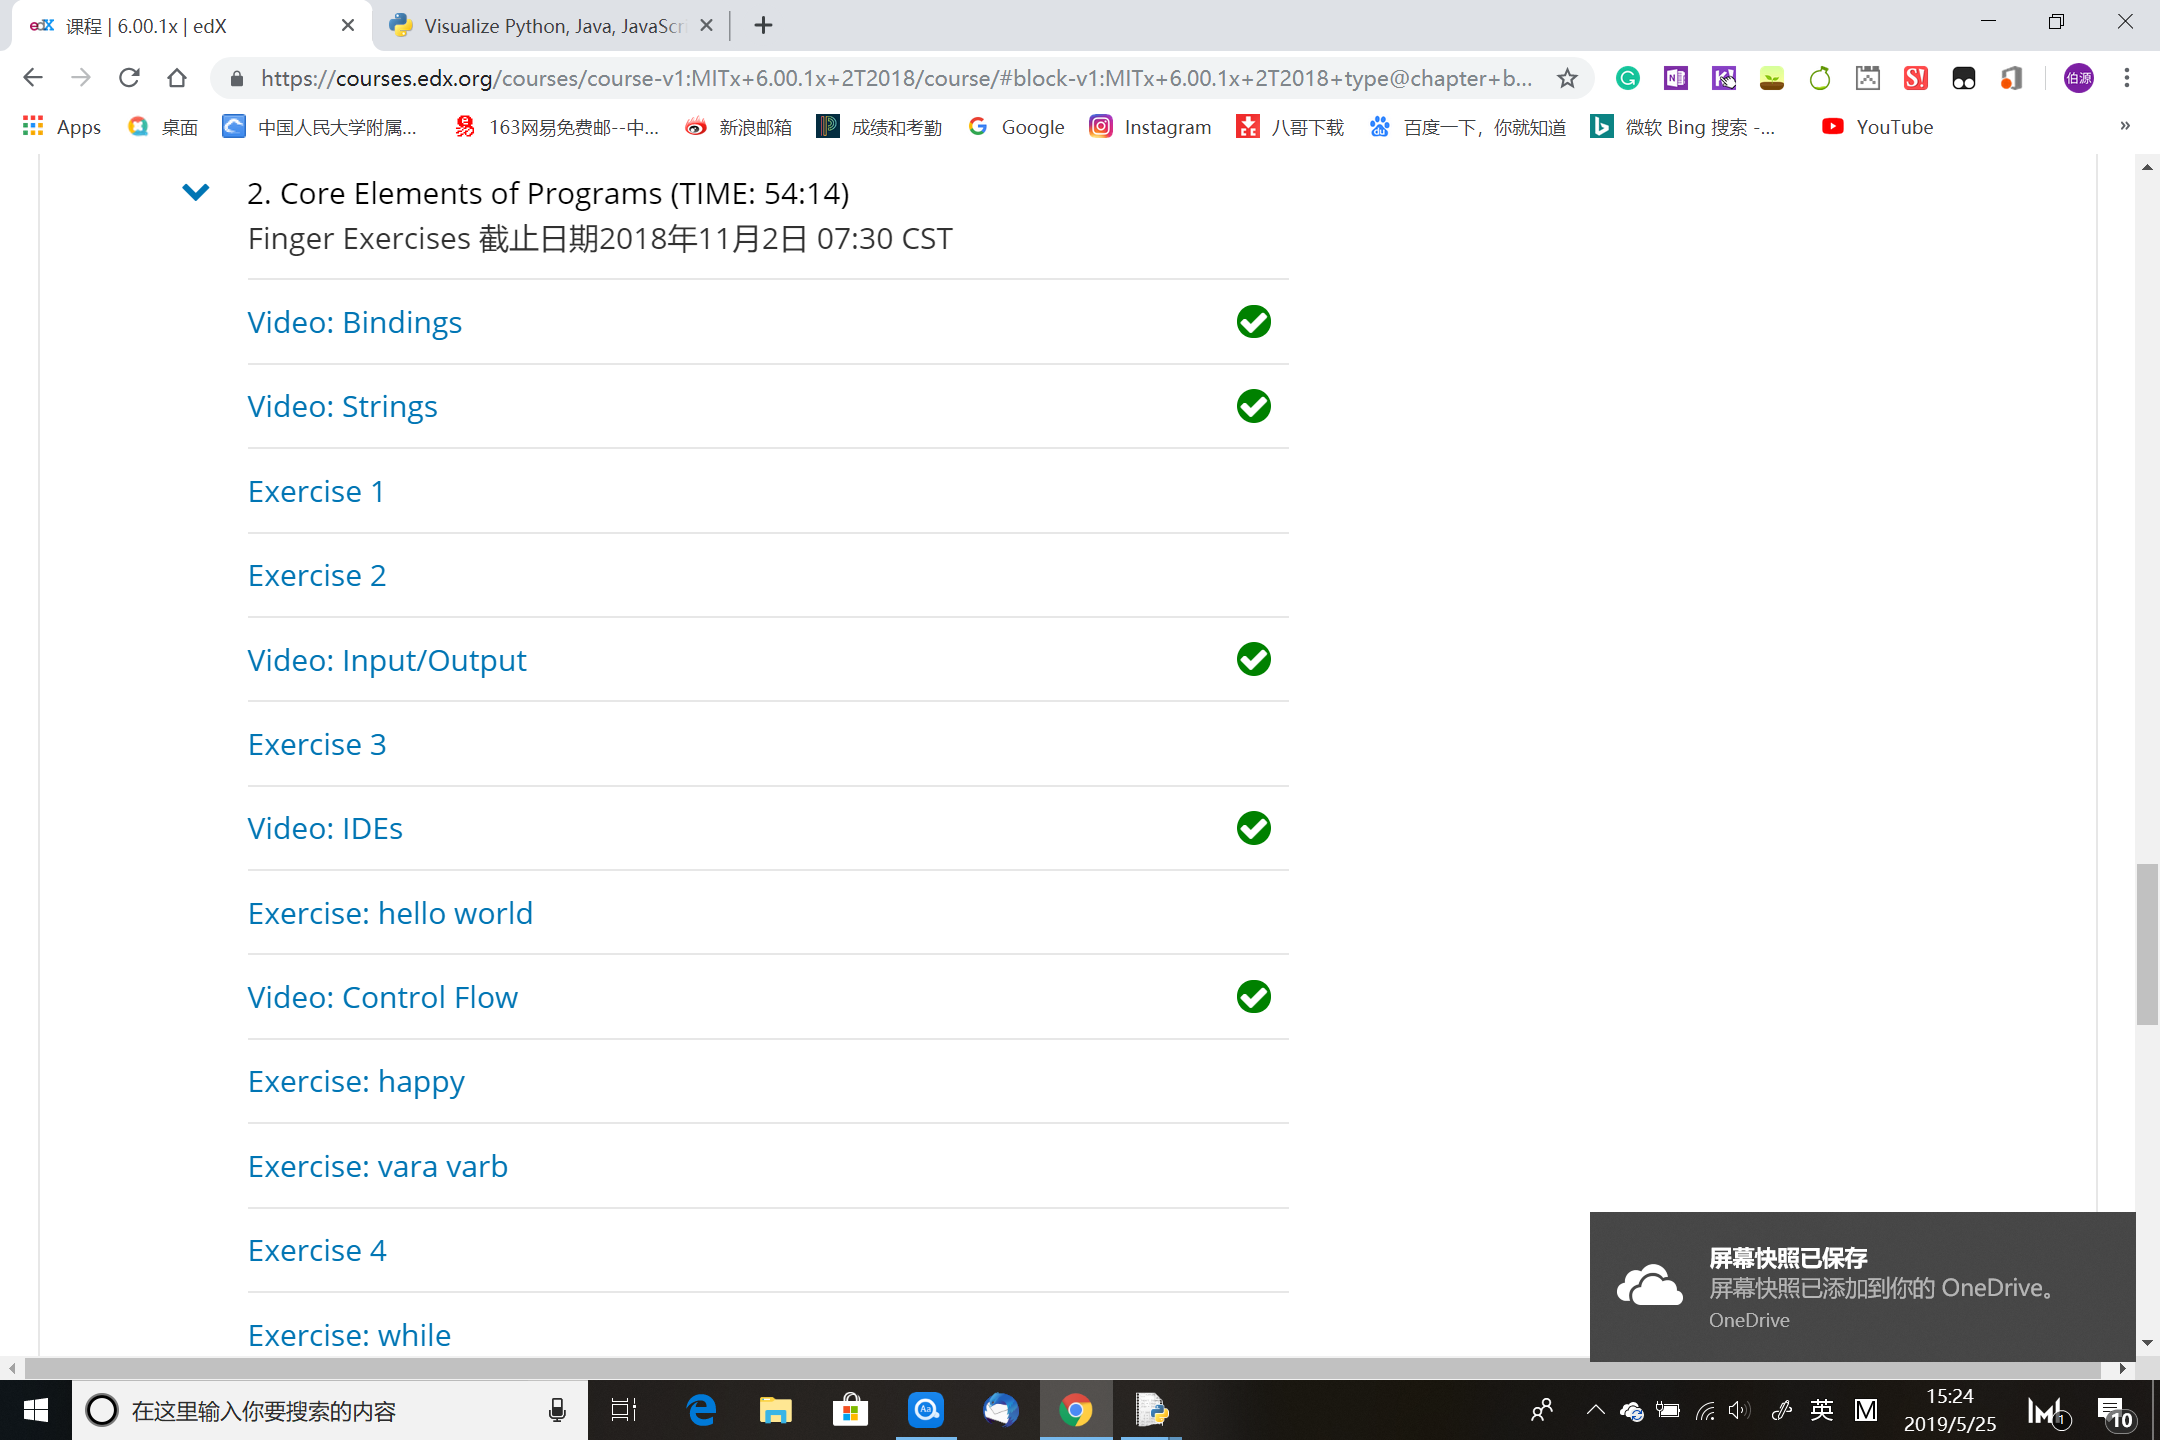 课程 | 6.00.1x | edX
Visualize Python, Java, JavaScri
https://courses.edx.org/courses/course-v1:MITx+6.00.1x+2T2018/course/#block-v1:MITx+6.00.1x+2T2018+type@chapter+b...
伯源
Apps 桌面 中国人民大学附属... 163网易免费邮--中... 新浪邮箱 成绩和考勤 Google Instagram 八哥下载 百度一下，你就知道 微软 Bing 搜索 -... YouTube »
2. Core Elements of Programs (TIME: 54:14)
Finger Exercises 截止日期2018年11月2日 07:30 CST
Video: Bindings
Video: Strings
Exercise 1
Exercise 2
Video: Input/Output
Exercise 3
Video: IDEs
Exercise: hello world
Video: Control Flow
Exercise: happy
Exercise: vara varb
Exercise 4
Exercise: while
屏幕快照已保存
屏幕快照已添加到你的 OneDrive。
OneDrive
在这里输入你要搜索的内容
英
M
15:24
2019/5/25
1
10